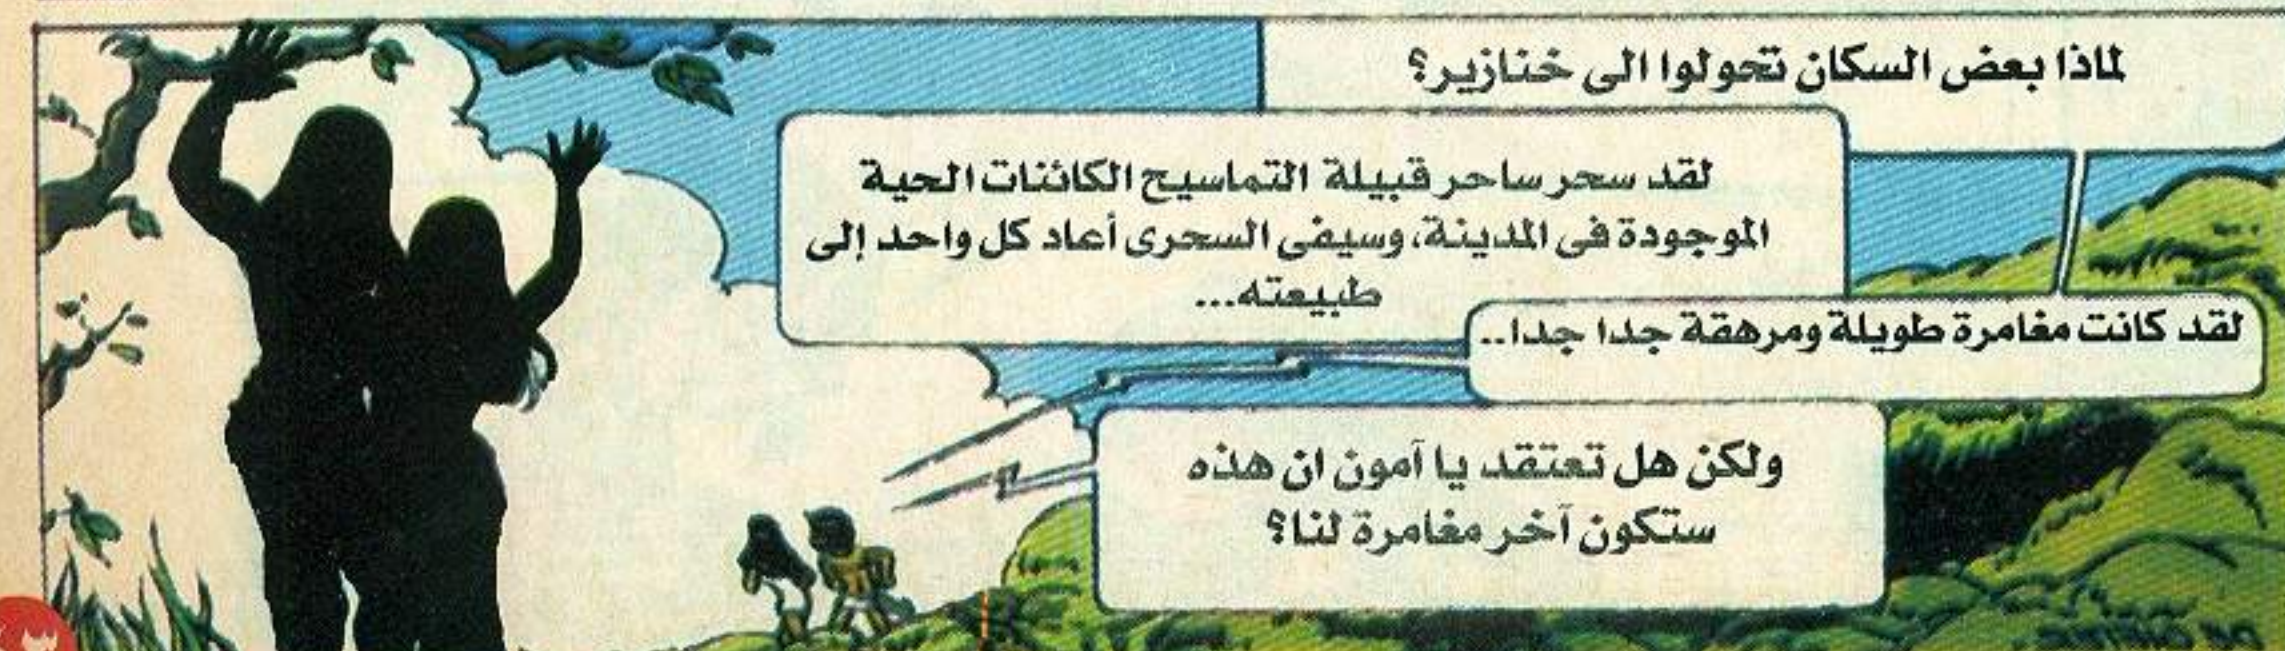 لماذا بعض السكان تحولوا الى خنازير؟
لقد سحر ساحر قبيلة التماسيح الكائنات الحية
الموجودة فى المدينة، وسيفى السحرى أعاد كل واحد إلى
طبيعته...
لقد كانت مغامرة طويلة ومرهقة جدا جدا..
ولكن هل تعتقد يا آمون ان هذه
ستكون آخر مغامرة لنا؟